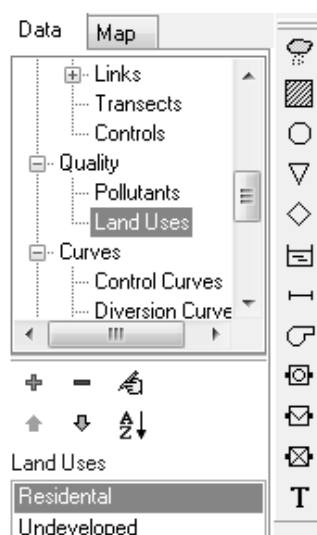 Data Map
Links
Transects
Controls
Quality
Pollutants
Land Uses
Curves
Control Curves
Diversion Curve
A
Z
Land Uses
Residental
Undeveloped
T